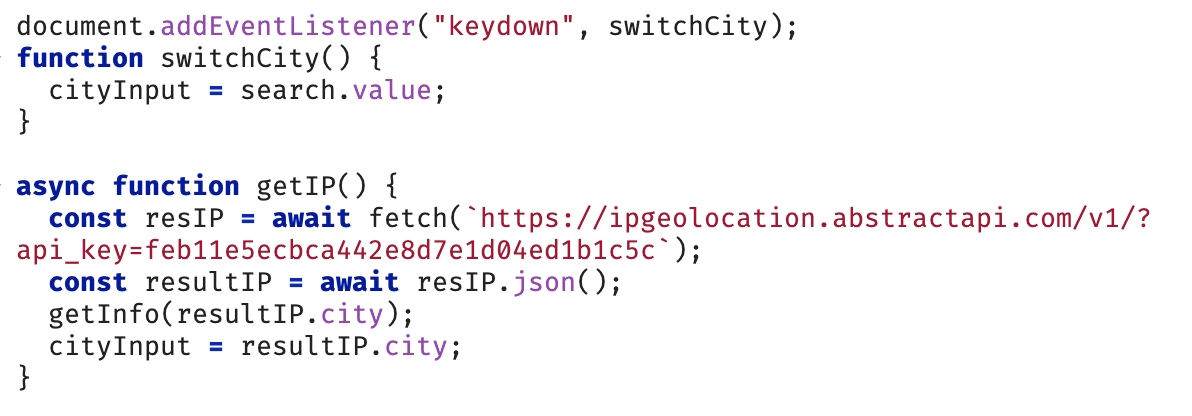 document.addEventListener("keydown", switchCity);
function switchCity() {
  cityInput = search.value;
}

async function getIP() {
  const resIP = await fetch(`https://ipgeolocation.abstractapi.com/v1/?
api_key=feb11e5ecbca442e8d7e1d04ed1b1c5c`);
  const resultIP = await resIP.json();
  getInfo(resultIP.city);
  cityInput = resultIP.city;
}